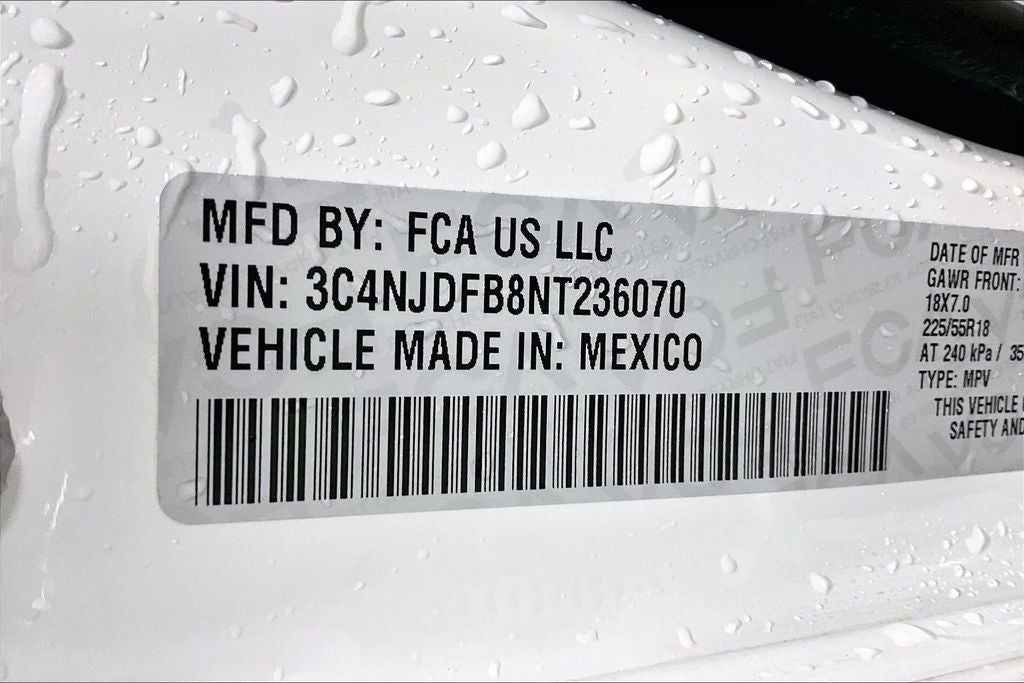 MFD BY: FCA US LLC
VIN: 3C4NJDFB8NT236070
VEHICLE MADE IN: MEXICO
DATE OF MFR
GAWR FRONT:
18X7.0
225/55R18
AT 240 kPa / 35
TYPE: MPV
THIS VEHICLE
SAFETY AND